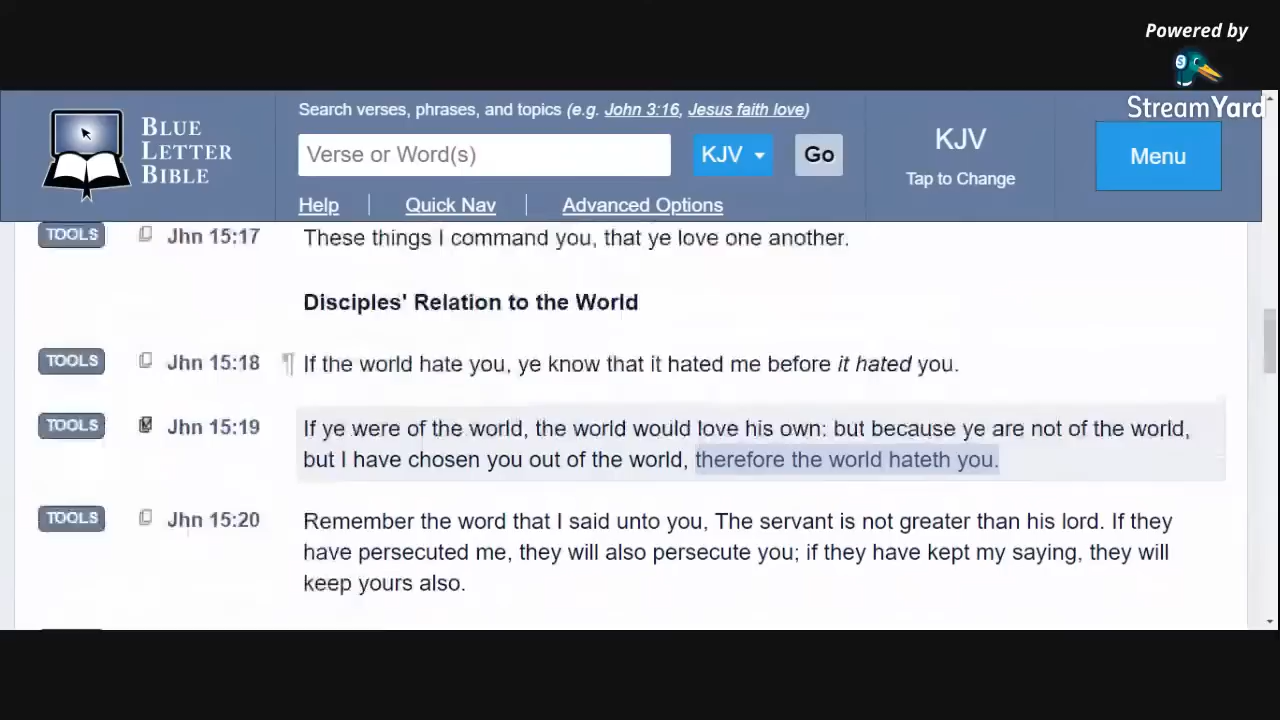 Powered by
StreamYard
BLUE
LETTER
BIBLE
Search verses, phrases, and topics (e.g. John 3:16, Jesus faith love)
Verse or Word(s)
KJV
Go
KJV
Tap to Change
Menu
Help
Quick Nav
Advanced Options
TOOLS Jhn 15:17 These things I command you, that ye love one another.
Disciples' Relation to the World
TOOLS Jhn 15:18 ¶ If the world hate you, ye know that it hated me before it hated you.
TOOLS Jhn 15:19 If ye were of the world, the world would love his own: but because ye are not of the world,
but I have chosen you out of the world, therefore the world hateth you.
TOOLS Jhn 15:20 Remember the word that I said unto you, The servant is not greater than his lord. If they
have persecuted me, they will also persecute you; if they have kept my saying, they will
keep yours also.